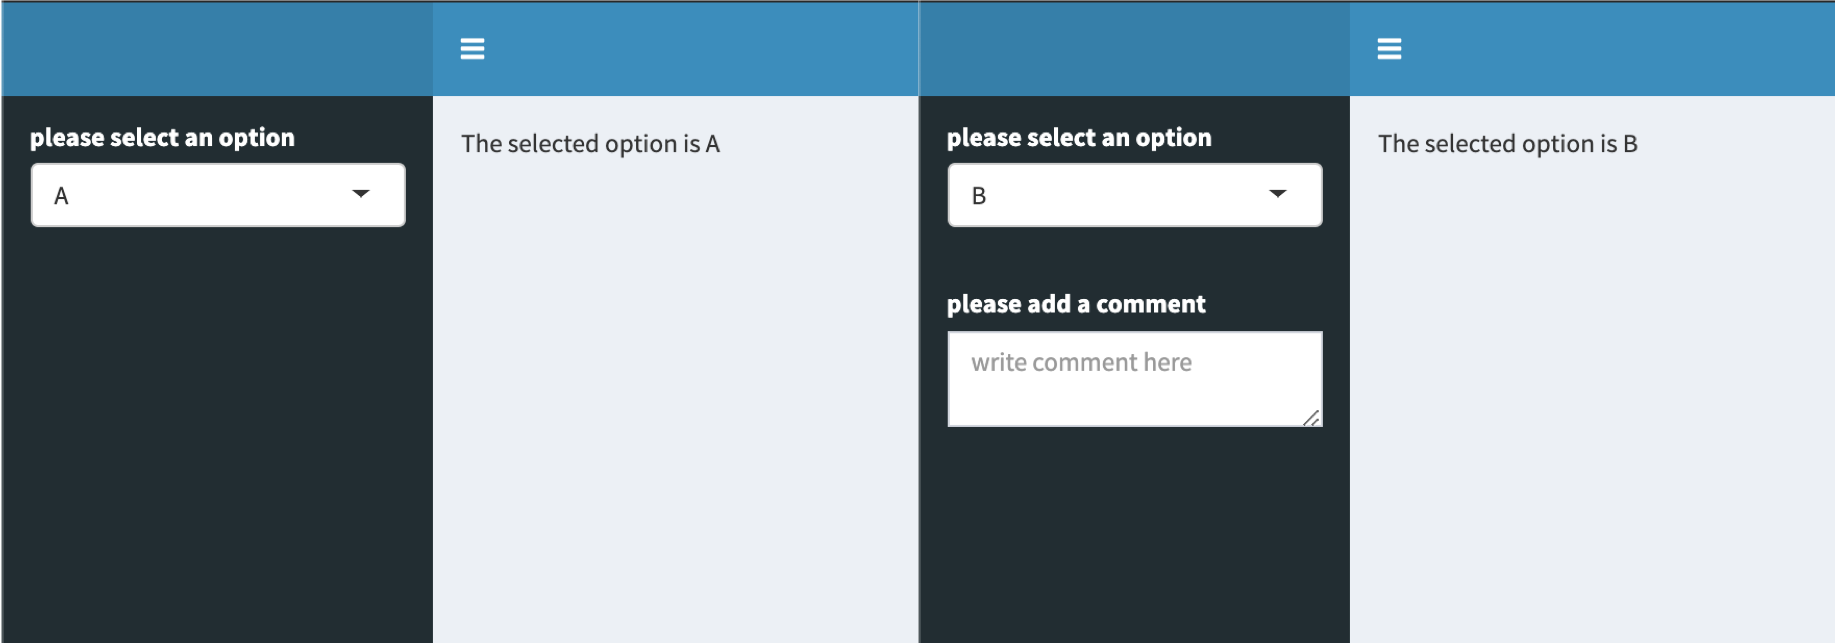 please select an option
A
The selected option is A
please select an option
B
please add a comment
write comment here
The selected option is B